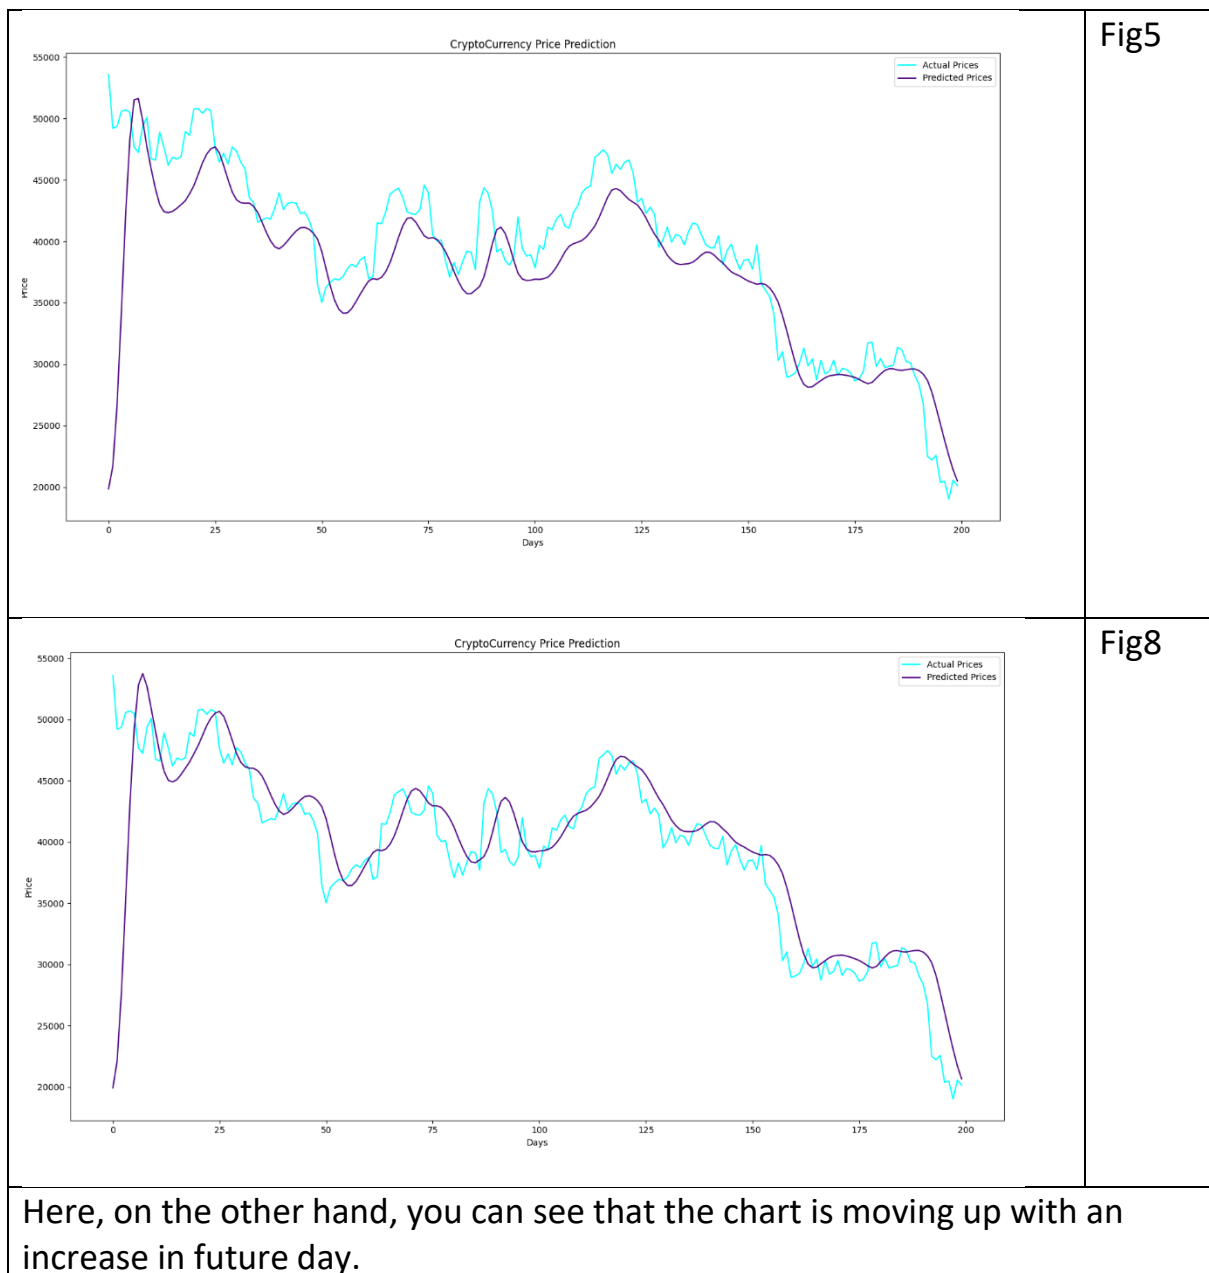 Fig5
CryptoCurrency Price Prediction
Actual Prices
Predicted Prices
55000
50000
45000
40000
35000
30000
25000
20000
Price
0 25 50 75 100 125 150 175 200
Days
Fig8
CryptoCurrency Price Prediction
Actual Prices
Predicted Prices
55000
50000
45000
40000
35000
30000
25000
20000
Price
0 25 50 75 100 125 150 175 200
Days
Here, on the other hand, you can see that the chart is moving up with an
increase in future day.